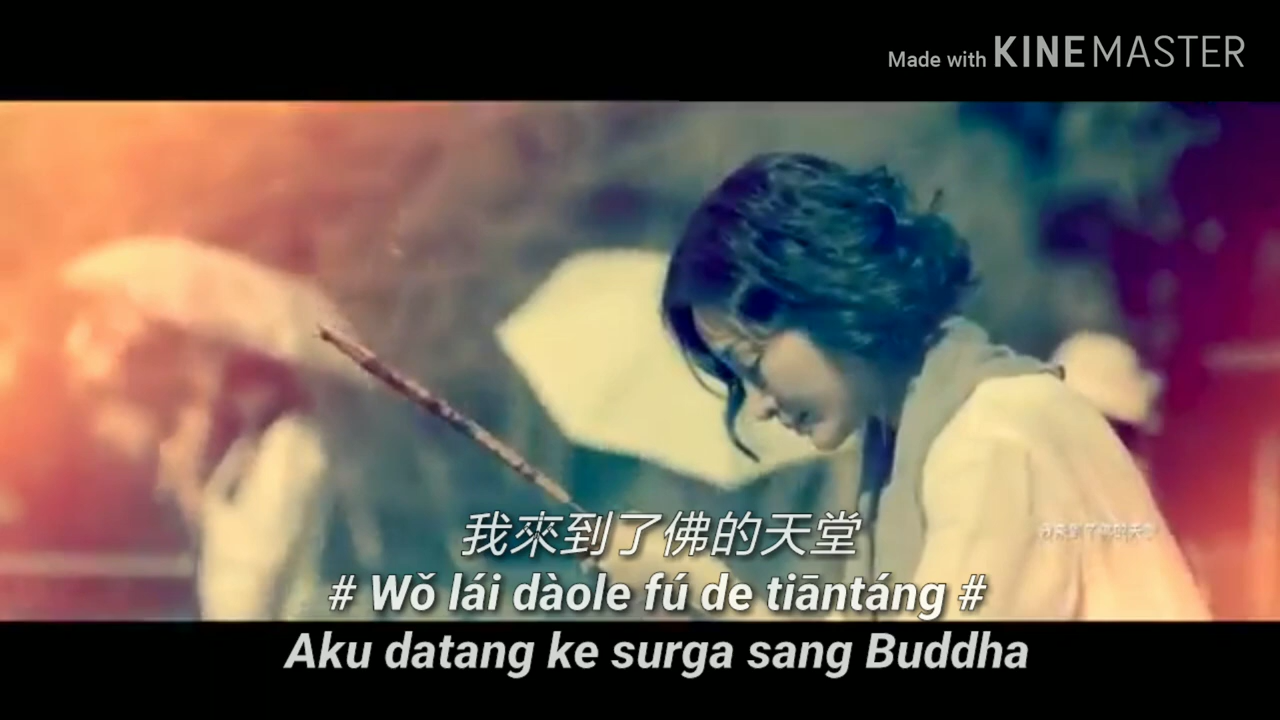 Made with KINEMASTER
我來到了佛的天堂
# Wǒ lái dàole fú de tiāntáng #
Aku datang ke surga sang Buddha